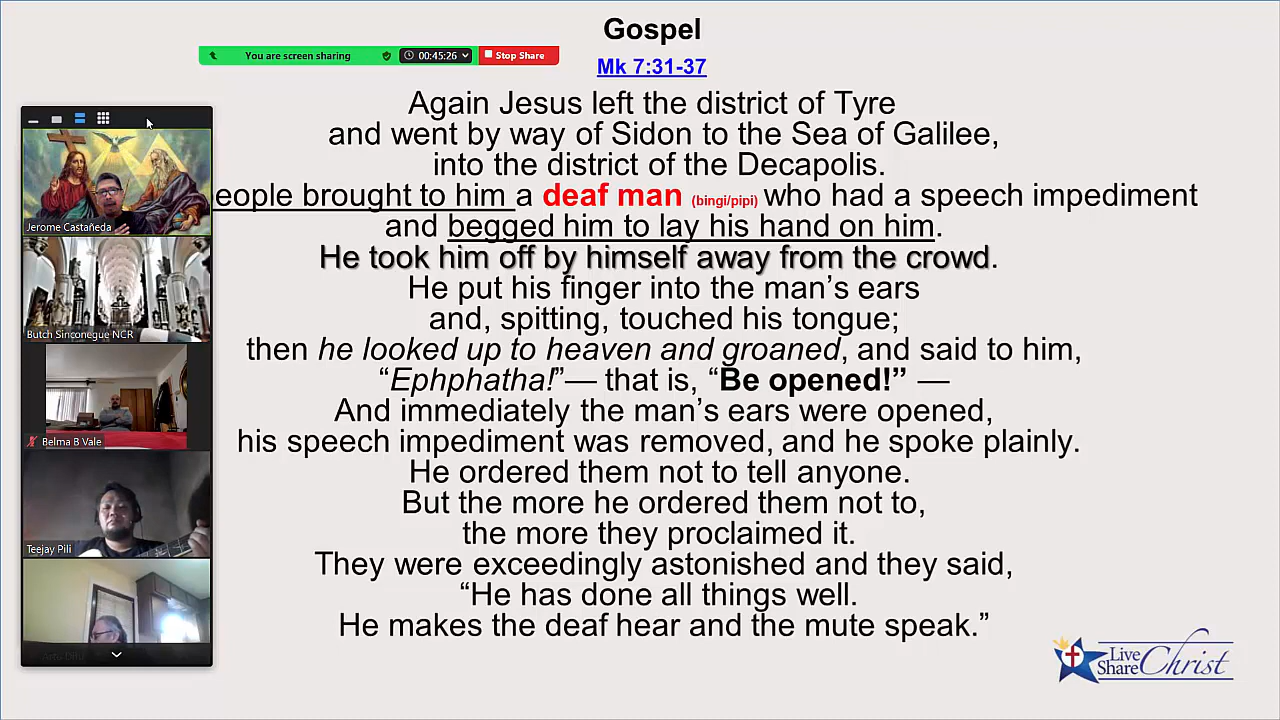 Gospel
You are screen sharing 00:45:26 Stop Share
Mk 7:31-37
Again Jesus left the district of Tyre
and went by way of Sidon to the Sea of Galilee,
into the district of the Decapolis.
eople brought to him a deaf man (bingi/pipi) who had a speech impediment
and begged him to lay his hand on him.
He took him off by himself away from the crowd.
He put his finger into the man’s ears
and, spitting, touched his tongue;
then he looked up to heaven and groaned, and said to him,
“Ephphatha!”— that is, “Be opened!” —
And immediately the man’s ears were opened,
his speech impediment was removed, and he spoke plainly.
He ordered them not to tell anyone.
But the more he ordered them not to,
the more they proclaimed it.
They were exceedingly astonished and they said,
“He has done all things well.
He makes the deaf hear and the mute speak.”
Jerome Castañeda
Butch Sinconegue NCR
Belma B Vale
Teejay Pili
Live
Share Christ